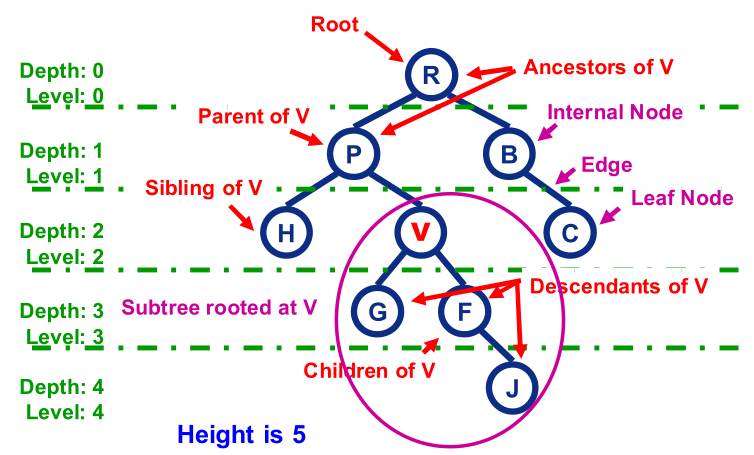 Root
R
Ancestors of V
Depth: 0
Level: 0
Parent of V
Internal Node
Depth: 1
Level: 1
P
B
Edge
Sibling of V
Leaf Node
Depth: 2
Level: 2
H
V
C
Descendants of V
Depth: 3
Level: 3
Subtree rooted at V
G
F
Children of V
Depth: 4
Level: 4
J
Height is 5